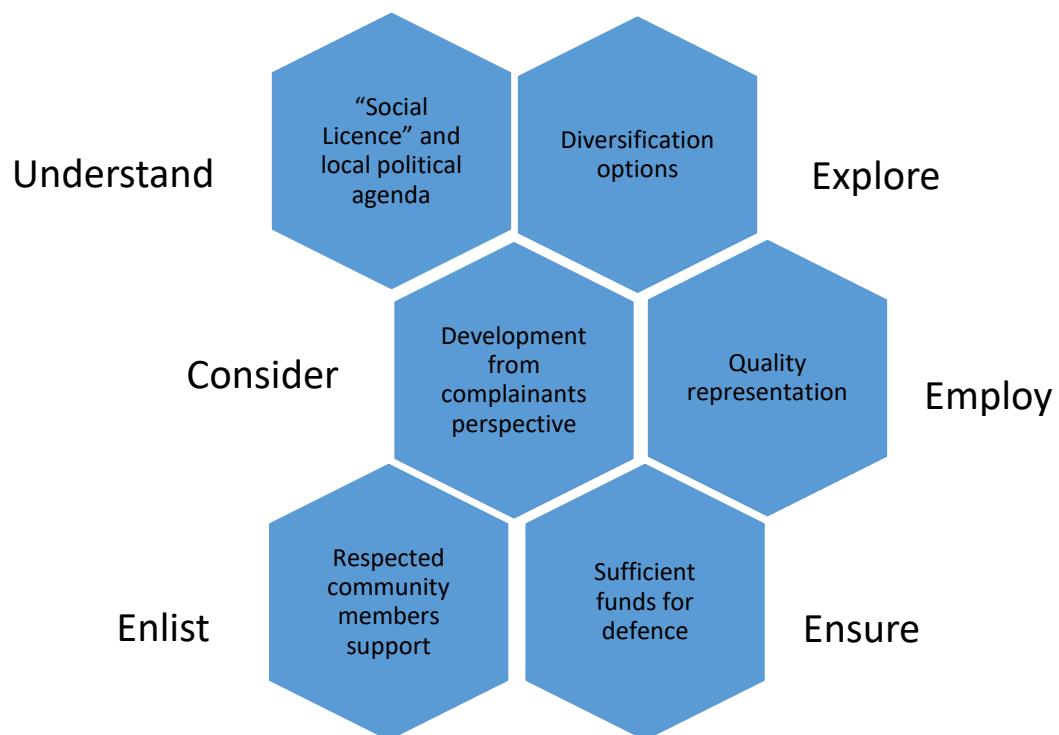 “Social
Licence” and
local political
agenda
Diversification
options
Understand
Explore
Development
from
complainants
perspective
Quality
representation
Consider
Employ
Respected
community
members
support
Sufficient
funds for
defence
Enlist
Ensure